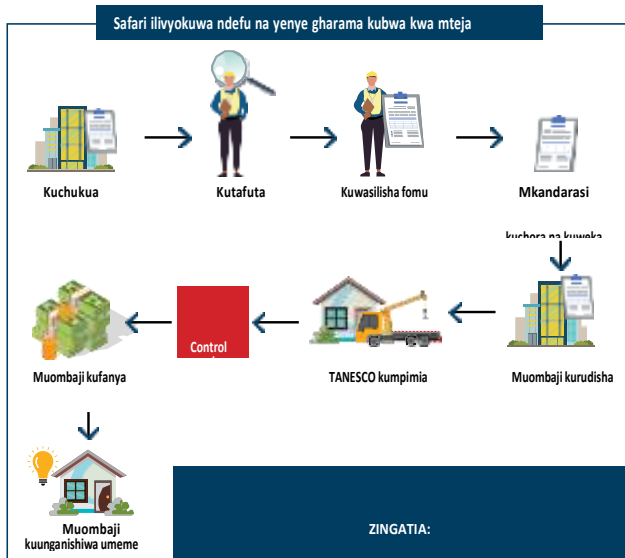 Safari ilivyokuwa ndefu na yenye gharama kubwa kwa mteja
Kuchukua
Kutafuta
Kuwasilisha fomu
Mkandarasi
kuchora na kuweka
Muombaji kufanya
Control
TANESCO kumpimia
Muombaji kurudisha
Muombaji
kuunganishiwa umeme
ZINGATIA: